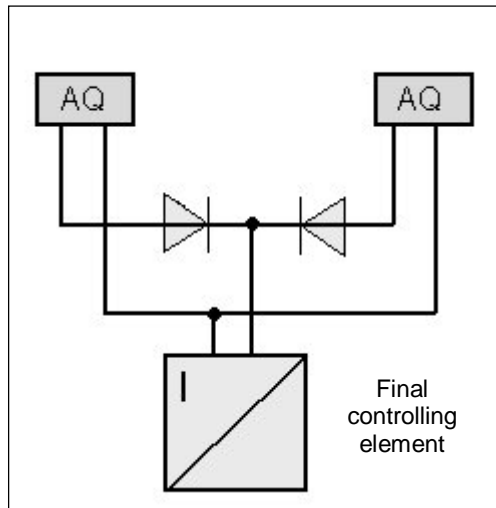 AQ
AQ
I
Final
controlling
element